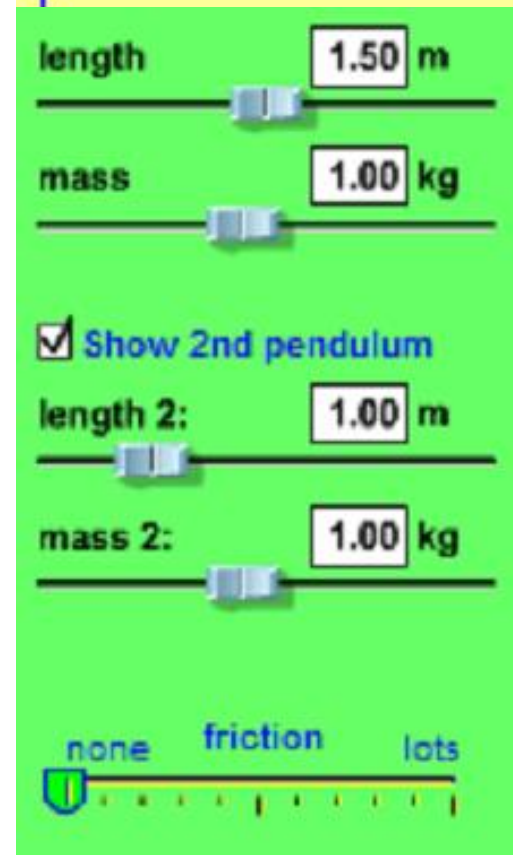 length 1.50 m
mass 1.00 kg
Show 2nd pendulum
length 2: 1.00 m
mass 2: 1.00 kg
friction
none lots